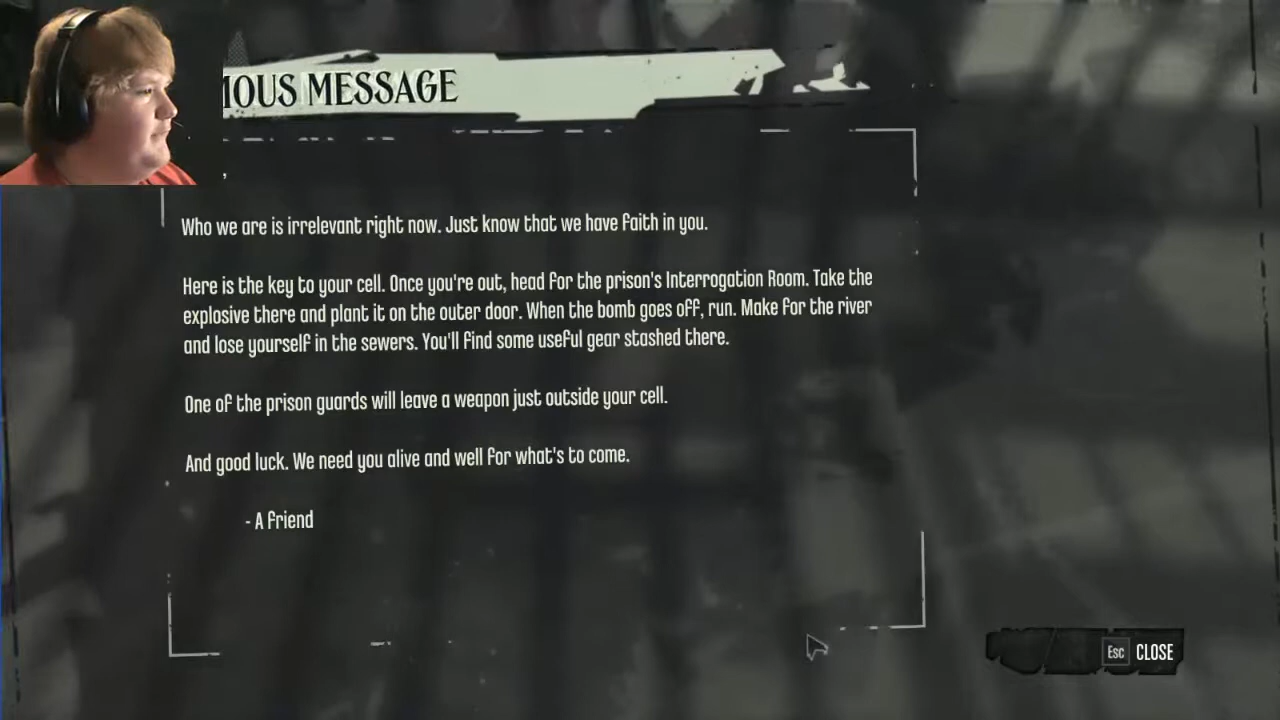 MESSAGE
,
Who we are is irrelevant right now. Just know that we have faith in you.
Here is the key to your cell. Once you're out, head for the prison's Interrogation Room. Take the
explosive there and plant it on the outer door. When the bomb goes off, run. Make for the river
and lose yourself in the sewers. You'll find some useful gear stashed there.
One of the prison guards will leave a weapon just outside your cell.
And good luck. We need you alive and well for what's to come.
- A friend
Esc CLOSE